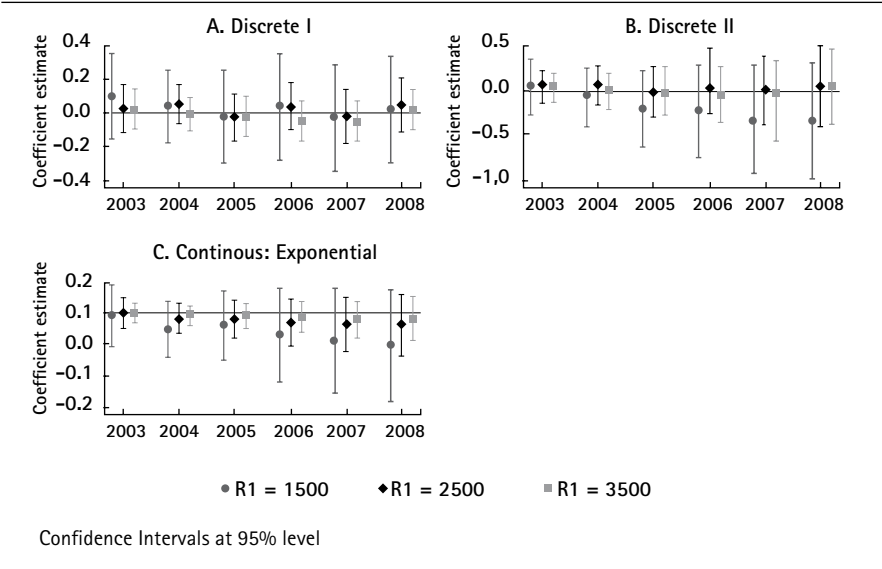 A. Discrete I
Coefficient estimate
0.4
0.2
0.0
−0.2
−0.4
2003 2004 2005 2006 2007 2008
B. Discrete II
Coefficient estimate
0.5
0.0
−0.5
−1,0
2003 2004 2005 2006 2007 2008
C. Continous: Exponential
Coefficient estimate
0.2
0.1
0.0
−0.1
−0.2
2003 2004 2005 2006 2007 2008
R1 = 1500 R1 = 2500 R1 = 3500
Confidence Intervals at 95% level